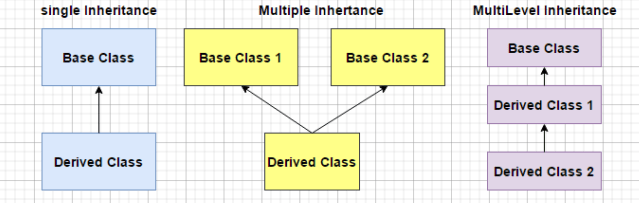 single Inheritance
Base Class
Derived Class
Multiple Inhertance
Base Class 1
Base Class 2
Derived Class
MultiLevel Inheritance
Base Class
Derived Class 1
Derived Class 2